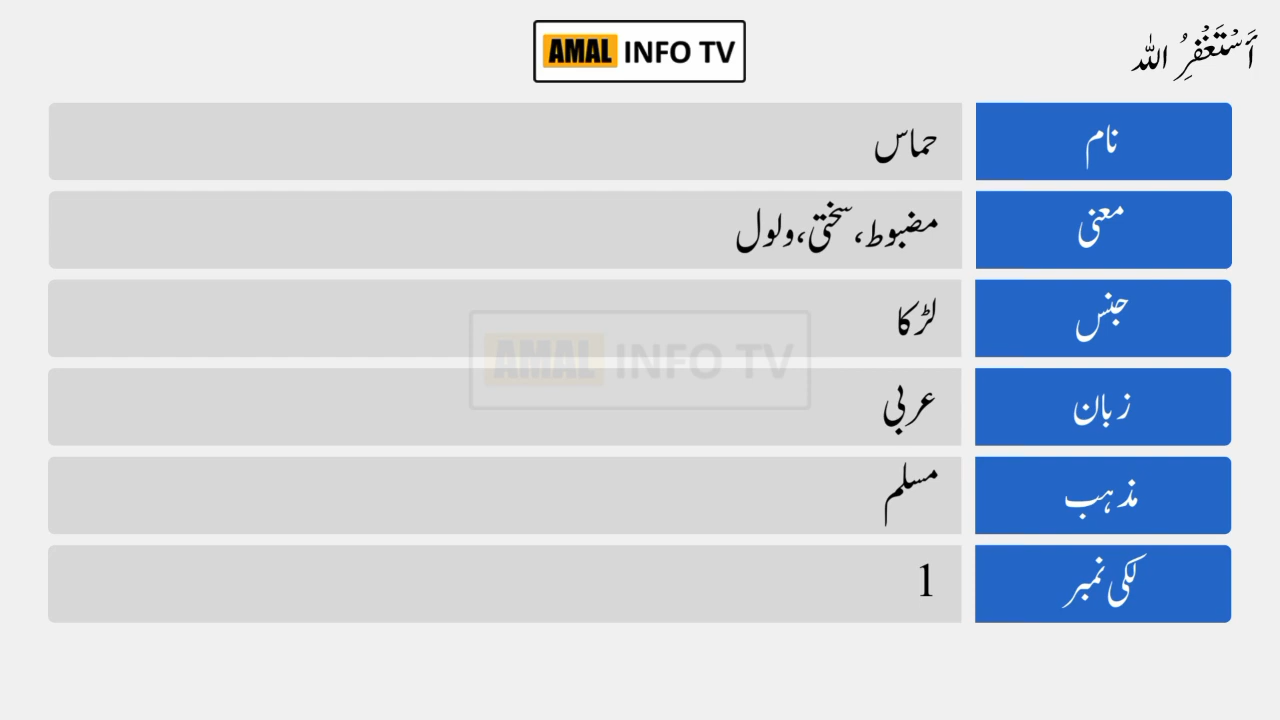 AMAL INFO TV
أَسْتَغْفِرُ اللّٰہ
نام حماس
معنی مضبوط،سختی،ولول
جنس لڑکا
AMAL INFO TV
زبان عربی
مذہب مسلم
لکی نمبر 1